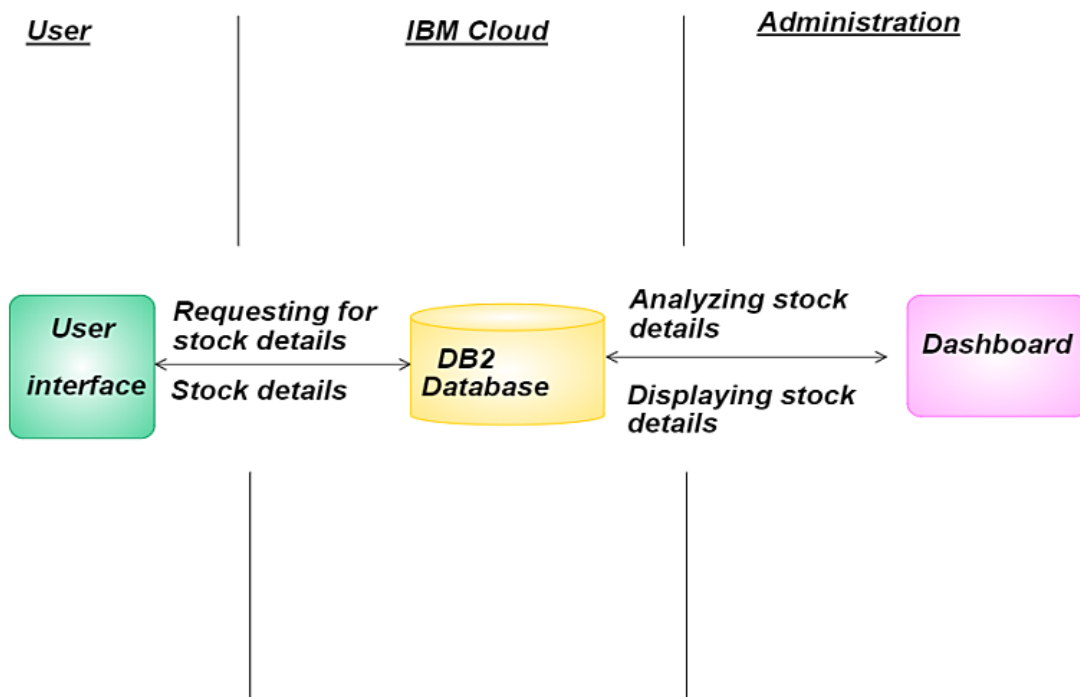 User
IBM Cloud
Administration
User
interface
Requesting for
stock details
Stock details
DB2
Database
Analyzing stock
details
Displaying stock
details
Dashboard